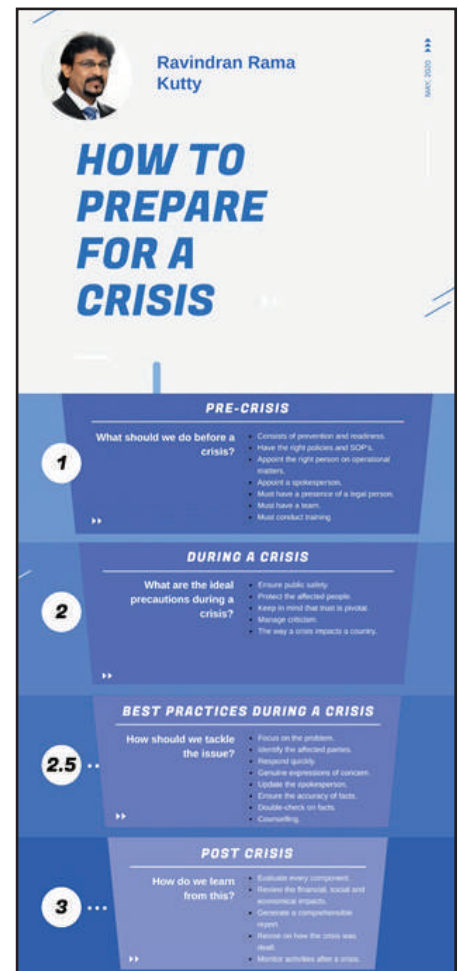 Ravindran Rama
Kutty
MAY, 2020
HOW TO
PREPARE
FOR A
CRISIS
PRE-CRISIS
1
What should we do before a
crisis?
• Consists of prevention and readiness.
• Have the right policies and SOP's.
• Appoint the right person on operational
matters.
• Appoint a spokesperson.
• Must have a presence of a legal person.
• Must have a team.
• Must conduct training
DURING A CRISIS
2
What are the ideal
precautions during a
crisis?
• Ensure public safety.
• Protect the affected people.
• Keep in mind that trust is pivotal.
• Manage criticism.
• The way a crisis impacts a country.
BEST PRACTICES DURING A CRISIS
2.5
How should we tackle
the issue?
• Focus on the problem.
• Identify the affected parties.
• Respond quickly.
• Genuine expressions of concern.
• Update the spokesperson.
• Ensure the accuracy of facts.
• Double-check on facts.
• Counselling.
POST CRISIS
3
How do we learn
from this?
• Evaluate every component.
• Review the financial, social and
economical impacts.
• Generate a comprehensible
report.
• Revise on how the crisis was
dealt.
• Monitor activities after a crisis.